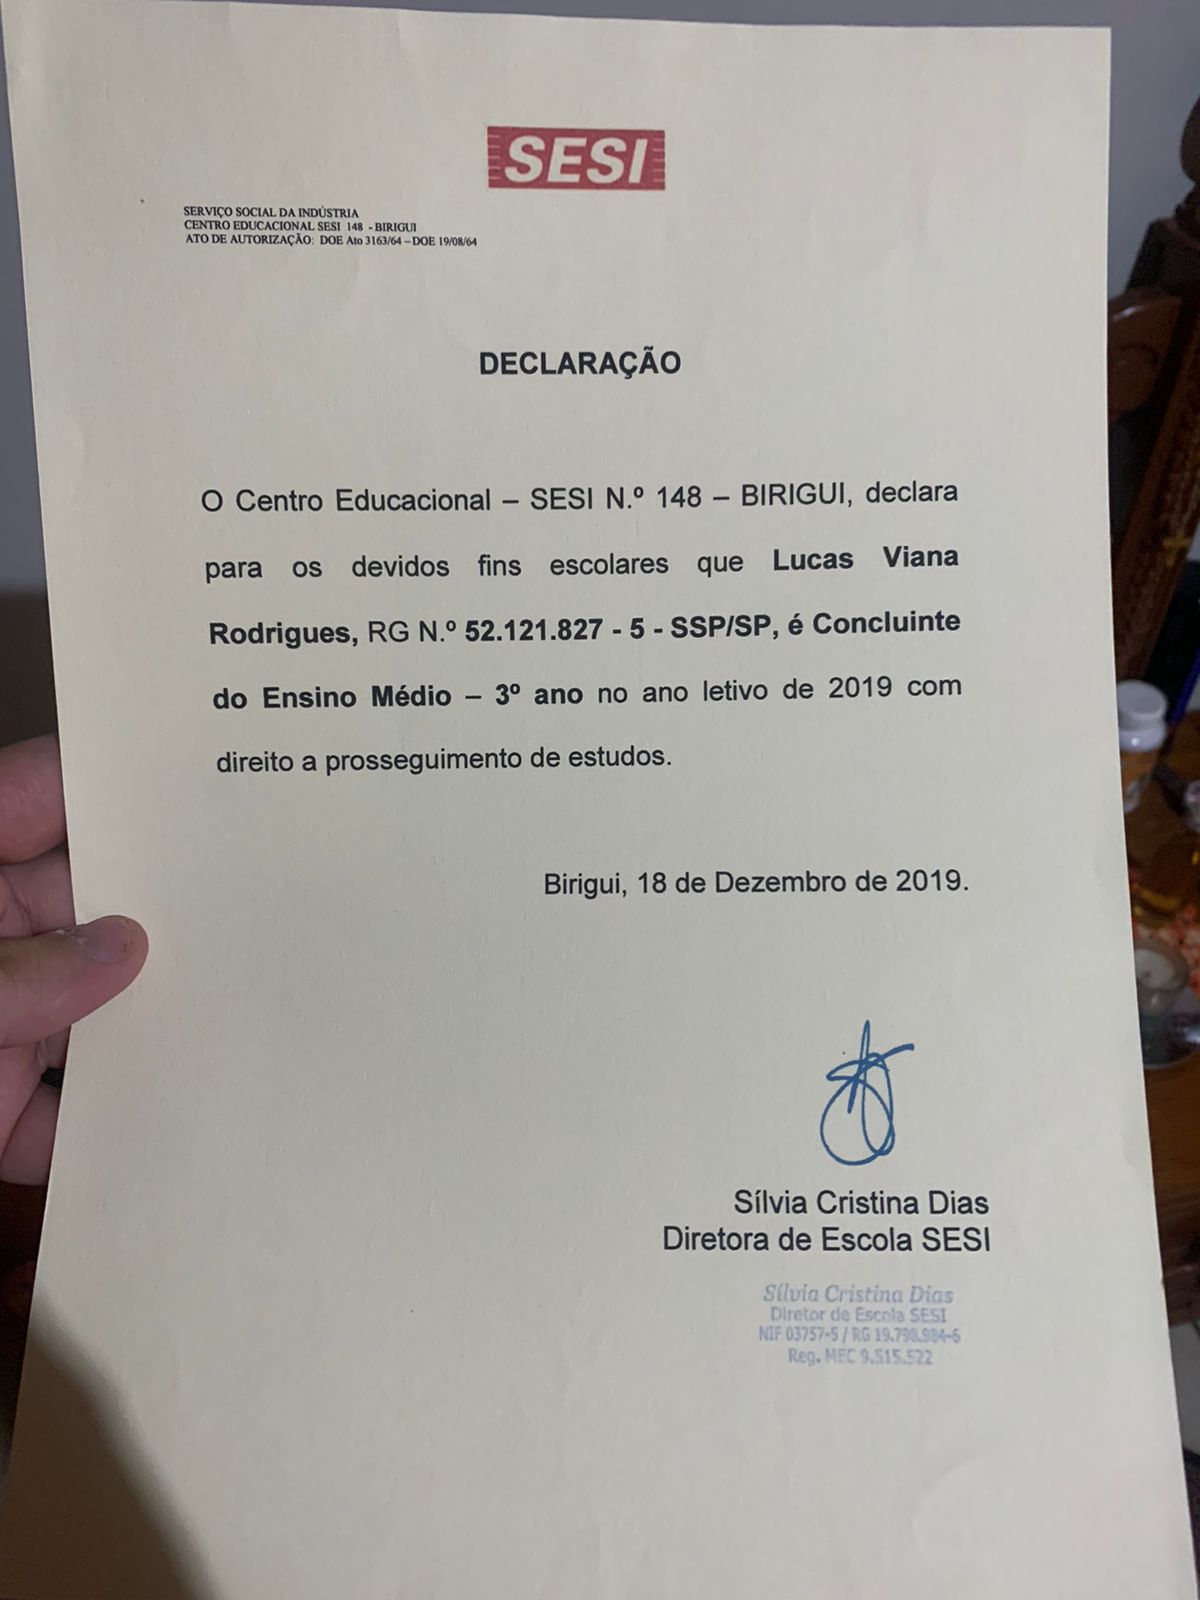 SESI
SERVIÇO SOCIAL DA INDÚSTRIA
CENTRO EDUCACIONAL SESI 148 - BIRIGUI
ATO DE AUTORIZAÇÃO: DOE Ato 3163/64 – DOE 19/08/64
DECLARAÇÃO
O Centro Educacional – SESI N.º 148 – BIRIGUI, declara
para os devidos fins escolares que Lucas Viana
Rodrigues, RG N.º 52.121.827 - 5 - SSP/SP, é Concluinte
do Ensino Médio – 3º ano no ano letivo de 2019 com
direito a prosseguimento de estudos.
Birigui, 18 de Dezembro de 2019.
Sílvia Cristina Dias
Diretora de Escola SESI
Sílvia Cristina Dias
Diretor de Escola SESI
NIF 03757-5 / RG 19.798.984-6
Reg. MEC 9.515.522